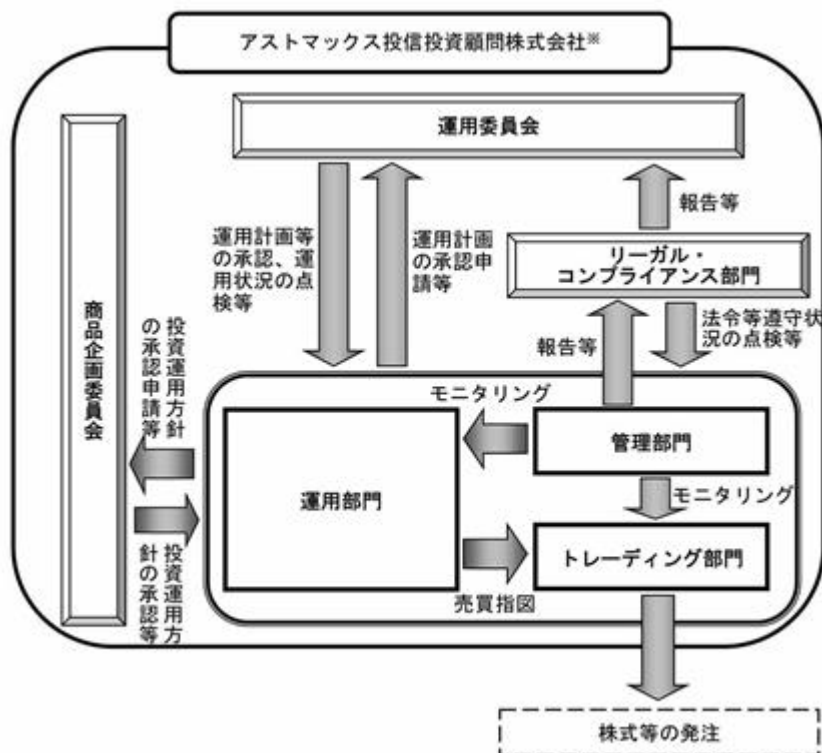 アストマックス投信投資顧問株式会社※
運用委員会
運用計画等
の承認、運
用状況の点
検等
運用計画
の承認申
請等
報告等
リーガル・
コンプライアンス部門
報告等
法令等遵守状
況の点検等
商品企画委員会
投資運用方針
の承認申請等
投資運用方
針の承認等
モニタリング
運用部門
管理部門
モニタリング
トレーディング部門
売買指図
株式等の発注